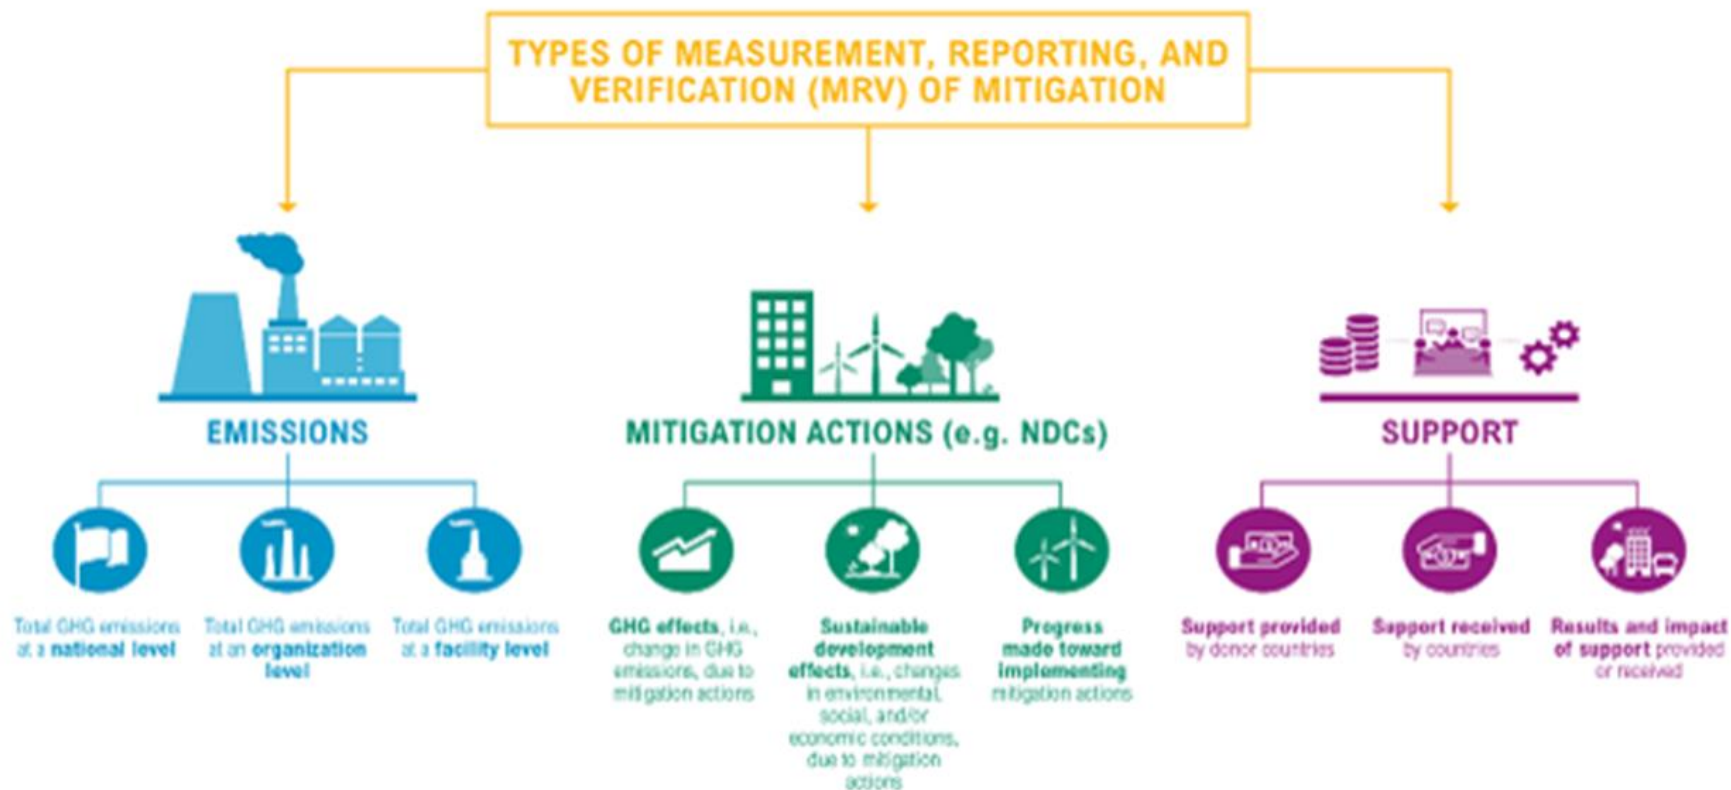 TYPES OF MEASUREMENT, REPORTING, AND
VERIFICATION (MRV) OF MITIGATION
EMISSIONS
Total GHG emissions
at a national level
Total GHG emissions
at an organization
level
Total GHG emissions
at a facility level
MITIGATION ACTIONS (e.g. NDCs)
GHG effects, i.e.,
change in GHG
emissions, due to
mitigation actions
Sustainable
development
effects, i.e., changes
in environmental,
social, and/or
economic conditions,
due to mitigation
actions
Progress
made toward
implementing
mitigation actions
SUPPORT
Support provided
by donor countries
Support received
by countries
Results and impact
of support provided
or received